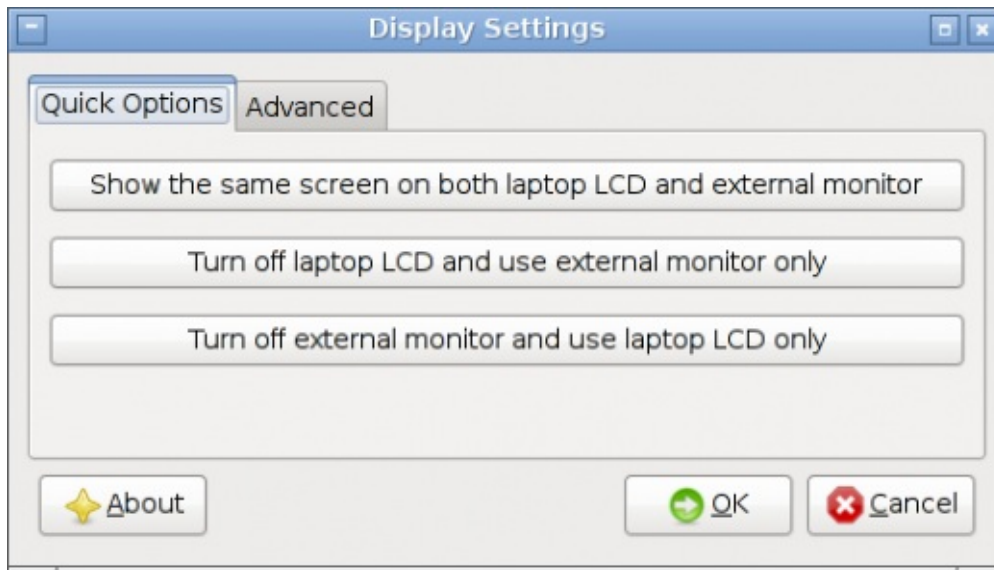 Display Settings
Quick Options Advanced
Show the same screen on both laptop LCD and external monitor
Turn off laptop LCD and use external monitor only
Turn off external monitor and use laptop LCD only
About OK Cancel